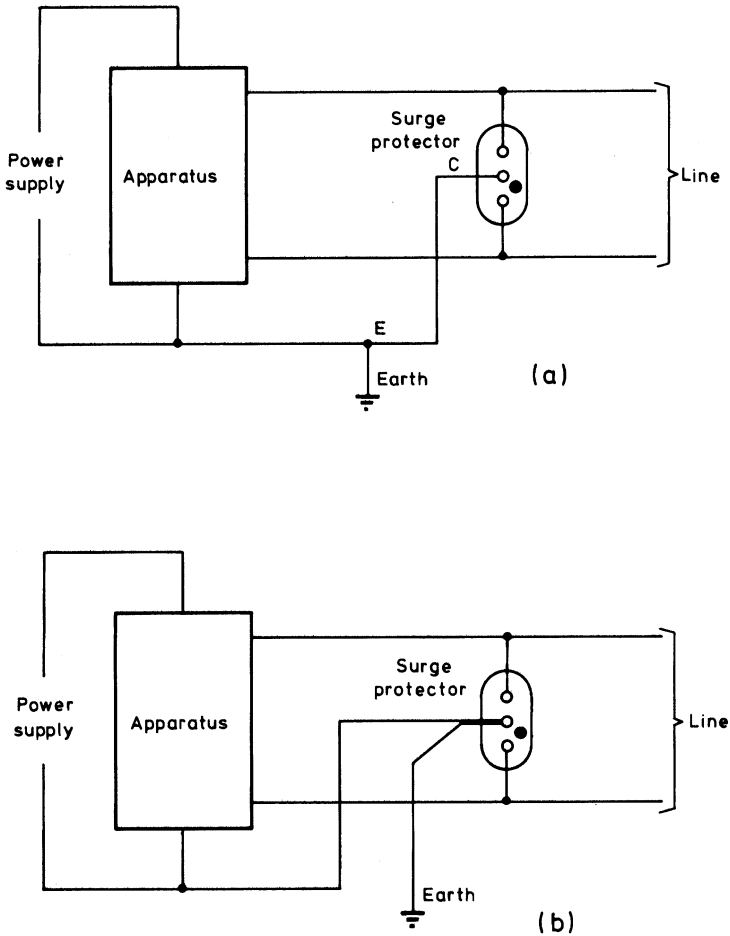 Surge
protector
C
Power
supply
Apparatus
Line
E
Earth
(a)
Surge
protector
Power
supply
Apparatus
Line
Earth
(b)